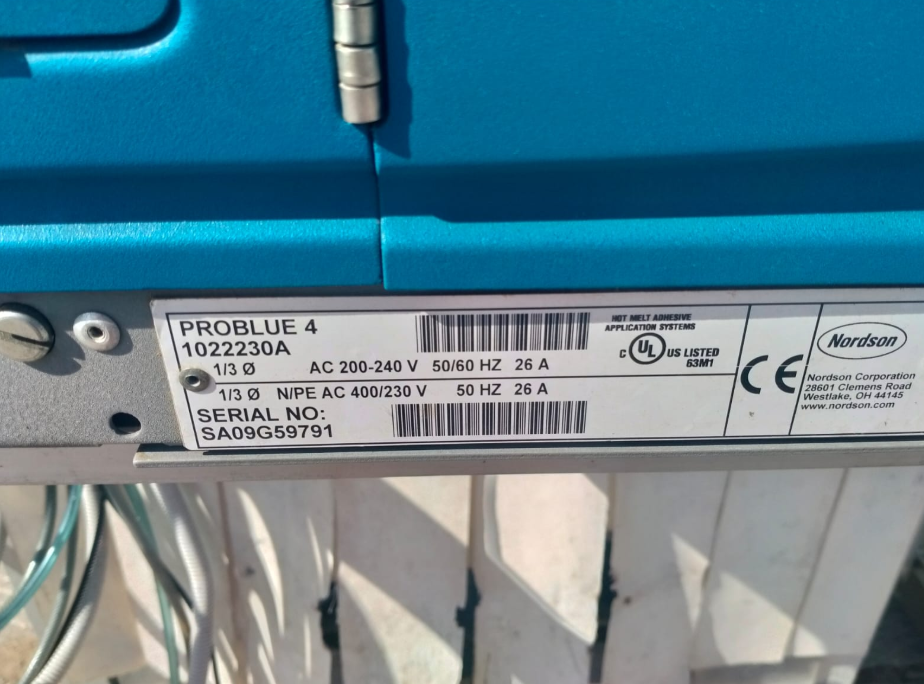 PROBLUE 4
1022230A
1/3 Ø AC 200-240 V 50/60 HZ 26 A
1/3 Ø N/PE AC 400/230 V 50 HZ 26 A
SERIAL NO:
SA09G59791
HOT MELT ADHESIVE
APPLICATION SYSTEMS
C UL US LISTED
63M1
CE
Nordson
Nordson Corporation
28601 Clemens Road
Westlake, OH 44145
www.nordson.com